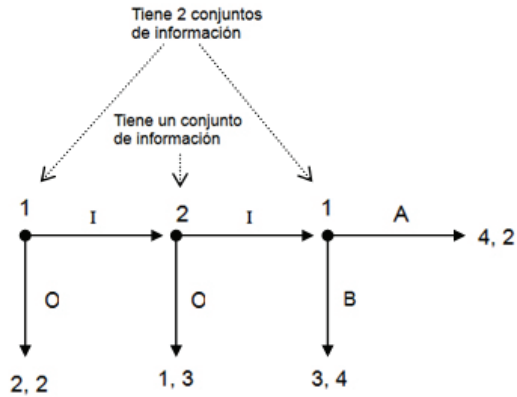 Tiene 2 conjuntos
de información
Tiene un conjunto
de información
1 I 2 I 1 A
4, 2
O O B
2, 2 1, 3 3, 4